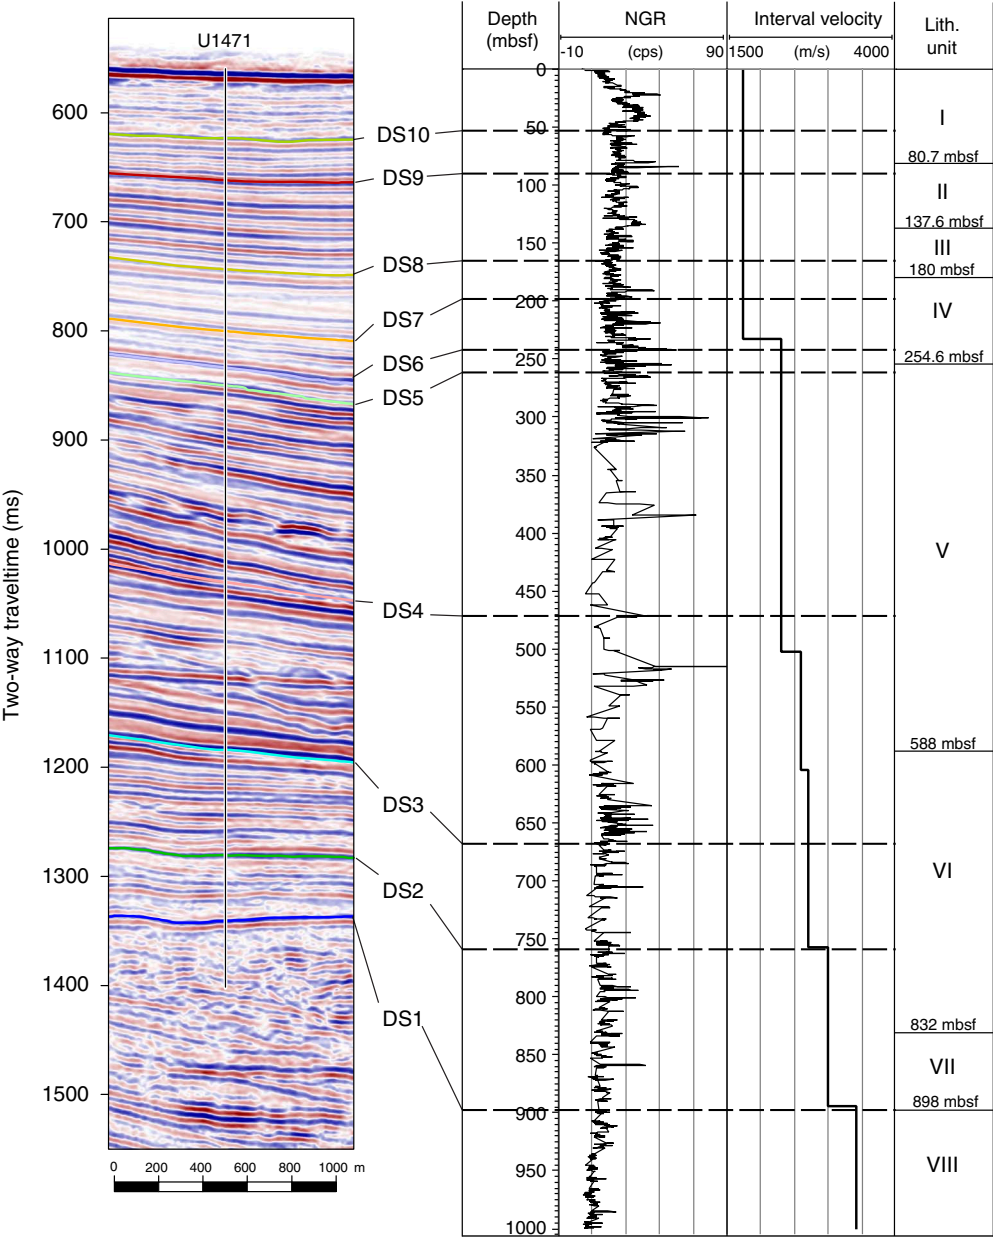 U1471
Two-way traveltime (ms)
600
700
800
900
1000
1100
1200
1300
1400
1500
0 200 400 600 800 1000 m
DS10
DS9
DS8
DS7
DS6
DS5
DS4
DS3
DS2
DS1
Depth
(mbsf)
0
50
100
150
200
250
300
350
400
450
500
550
600
650
700
750
800
850
900
950
1000
NGR
-10 (cps) 90
Interval velocity
1500 (m/s) 4000
Lith.
unit
I
80.7 mbsf
II
137.6 mbsf
III
180 mbsf
IV
254.6 mbsf
V
588 mbsf
VI
832 mbsf
VII
898 mbsf
VIII